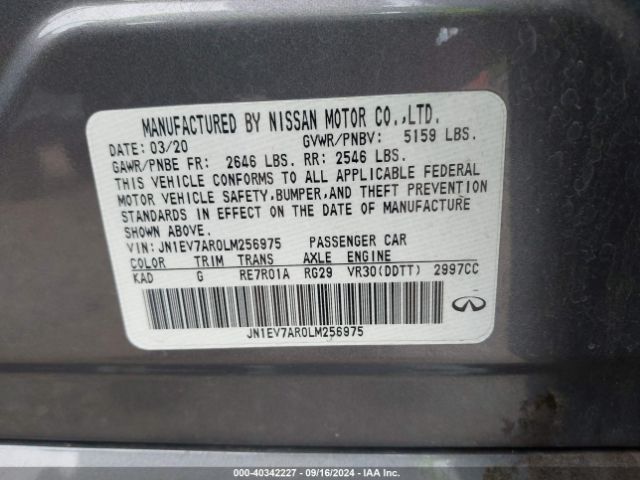 MANUFACTURED BY NISSAN MOTOR CO.,LTD.
DATE: 03/20 GVWR/PNBV: 5159 LBS.
GAWR/PNBE FR: 2646 LBS. RR: 2546 LBS.
THIS VEHICLE CONFORMS TO ALL APPLICABLE FEDERAL
MOTOR VEHICLE SAFETY,BUMPER,AND THEFT PREVENTION
STANDARDS IN EFFECT ON THE DATE OF MANUFACTURE
SHOWN ABOVE.
VIN: JN1EV7AR0LM256975 PASSENGER CAR
COLOR TRIM TRANS AXLE ENGINE
KAD G RE7R01A RG29 VR30(DDTT) 2997CC
JN1EV7AR0LM256975
000-40342227 - 09/16/2024 - IAA, Inc.